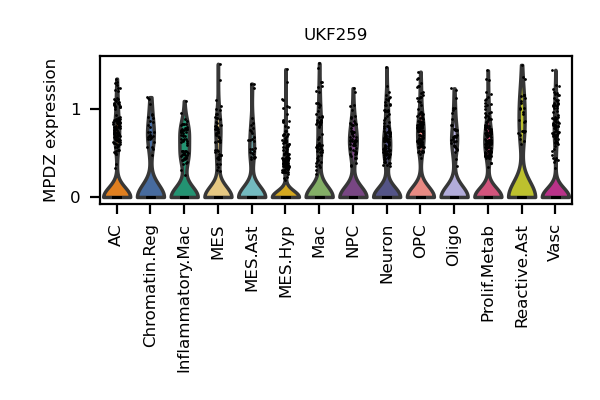 UKF259
MPDZ expression
1
0
AC
Chromatin.Reg
Inflammatory.Mac
MES
MES.Ast
MES.Hyp
Mac
NPC
Neuron
OPC
Oligo
Prolif.Metab
Reactive.Ast
Vasc